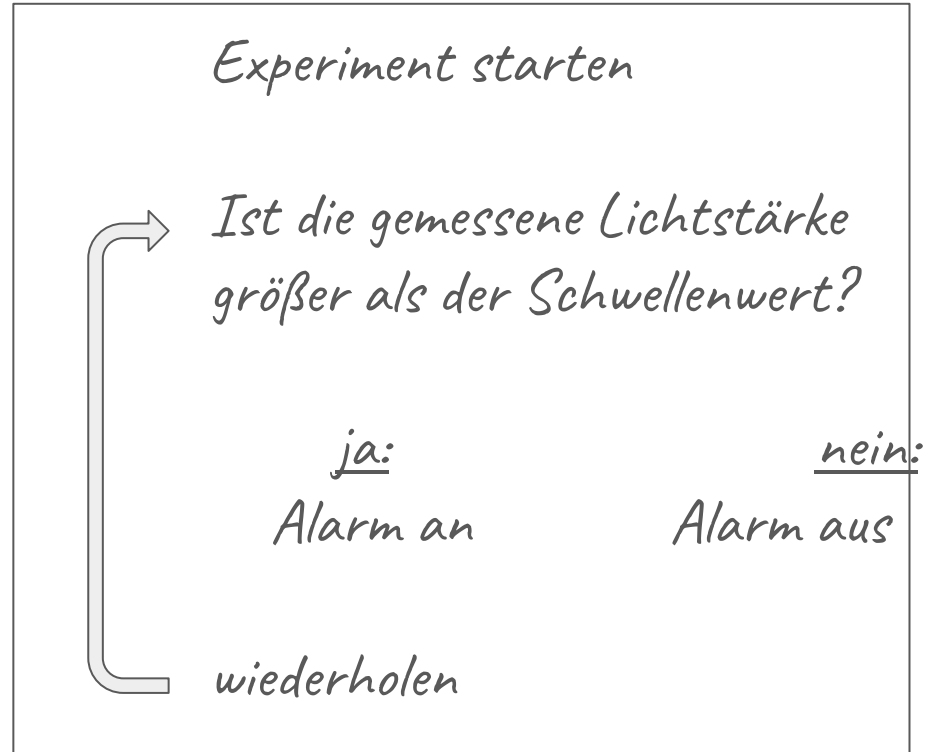 Experiment starten
Ist die gemessene Lichtstärke
größer als der Schwellenwert?
ja: nein:
Alarm an Alarm aus
wiederholen